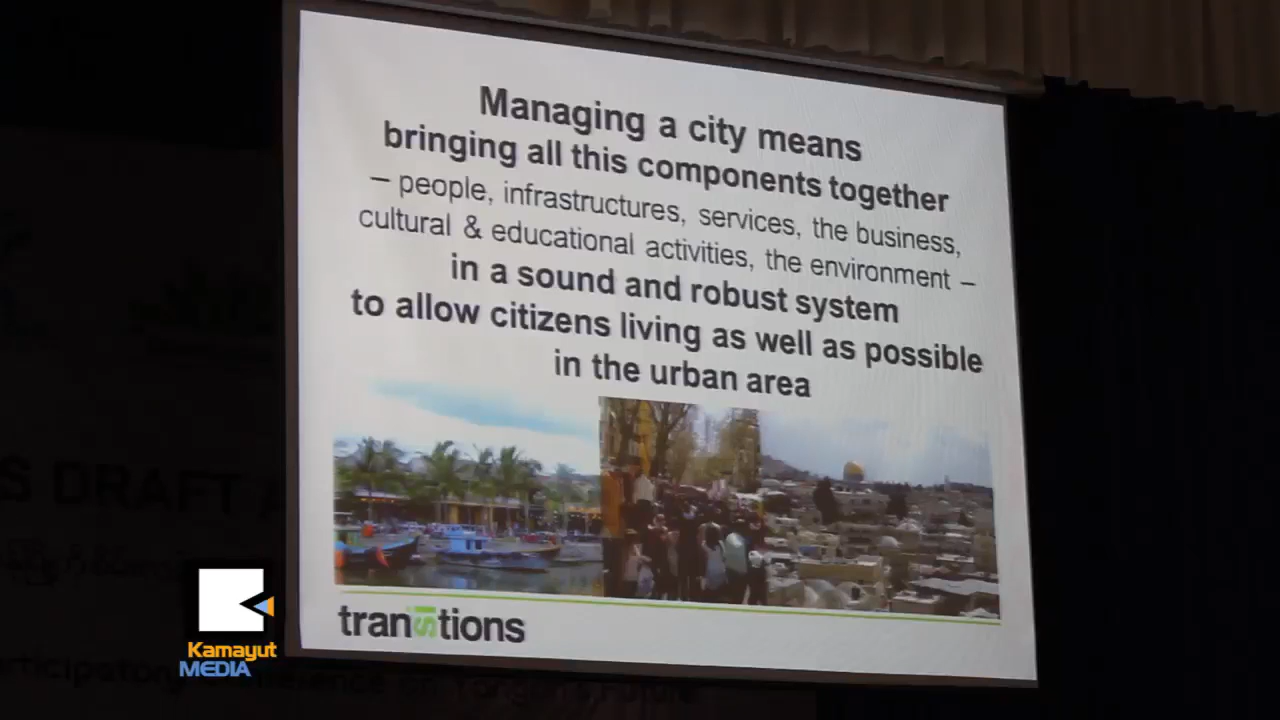 Managing a city means
bringing all this components together
– people, infrastructures, services, the business,
cultural & educational activities, the environment –
in a sound and robust system
to allow citizens living as well as possible
in the urban area
transitions
S DRAFT
Kamayut
MEDIA